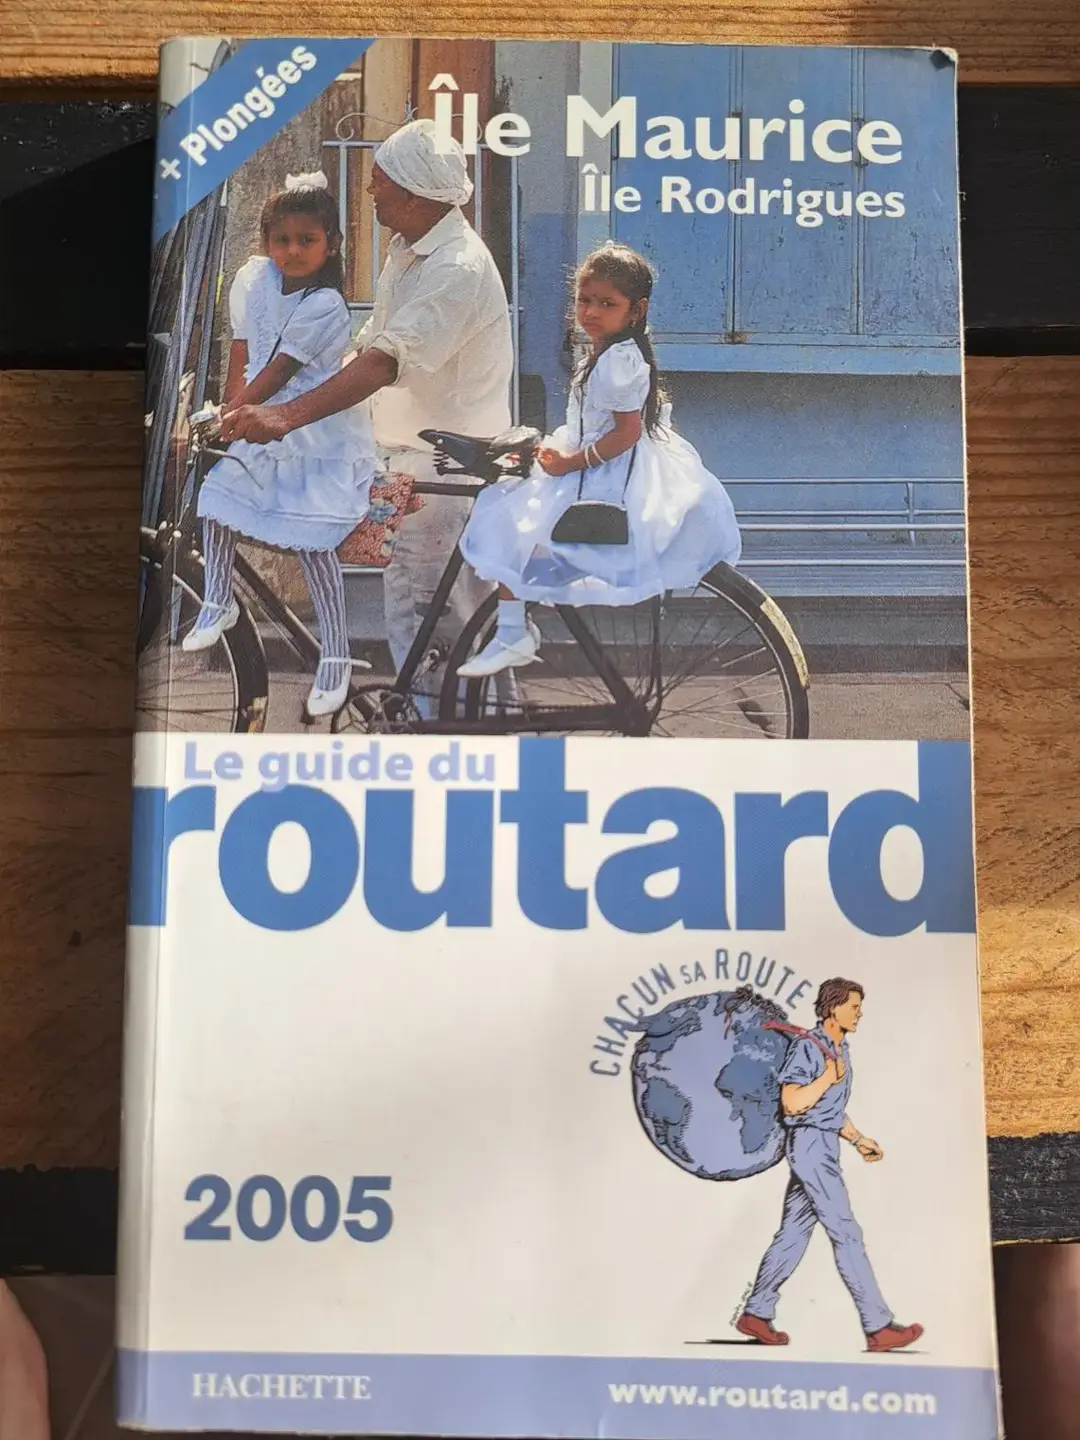 + Plongées
Île Maurice
Île Rodrigues
Le guide du
routard
CHACUN SA ROUTE
2005
HACHETTE
www.routard.com